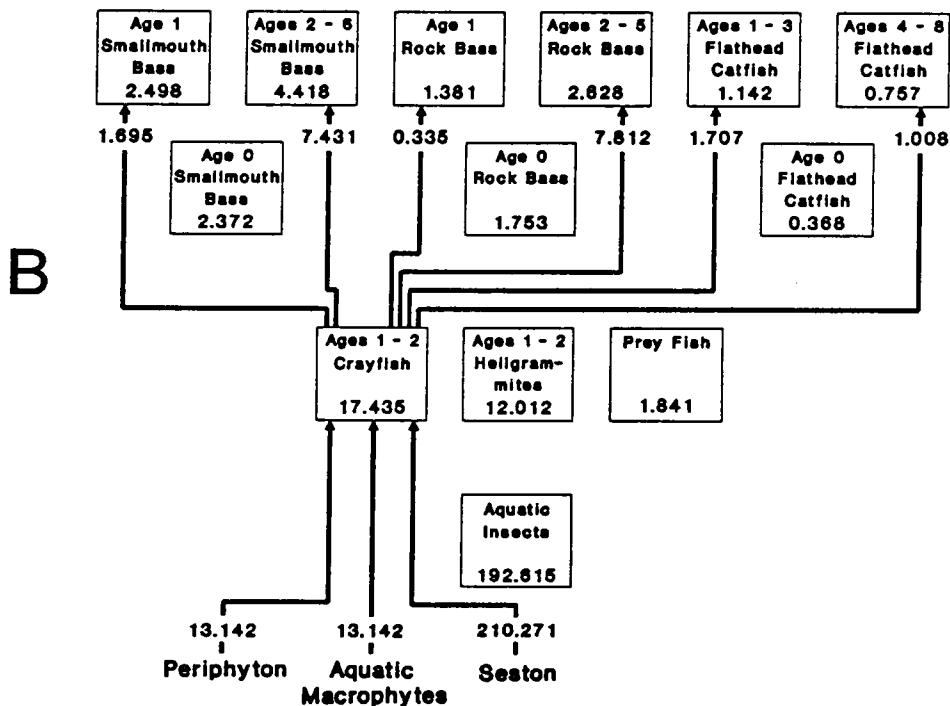 Age 1
Smallmouth
Bass
2.498
Ages 2 - 6
Smallmouth
Bass
4.418
Age 1
Rock Bass
1.381
Ages 2 - 5
Rock Bass
2.628
Ages 1 - 3
Flathead
Catfish
1.142
Ages 4 - 8
Flathead
Catfish
0.757
1.695
7.431
0.335
7.812
1.707
1.008
Age 0
Smallmouth
Bass
2.372
Age 0
Rock Bass
1.753
Age 0
Flathead
Catfish
0.368
B
Ages 1 - 2
Crayfish
17.435
Ages 1 - 2
Hellgram-
mites
12.012
Prey Fish
1.841
Aquatic
Insects
192.615
13.142
13.142
210.271
Periphyton
Aquatic
Macrophytes
Seston